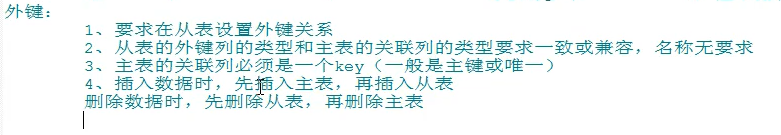 外键：
1、要求在从表设置外键关系
2、从表的外键列的类型和主表的关联列的类型要求一致或兼容，名称无要求
3、主表的关联列必须是一个key（一般是主键或唯一）
4、插入数据时，先插入主表，再插入从表
删除数据时，先删除从表，再删除主表